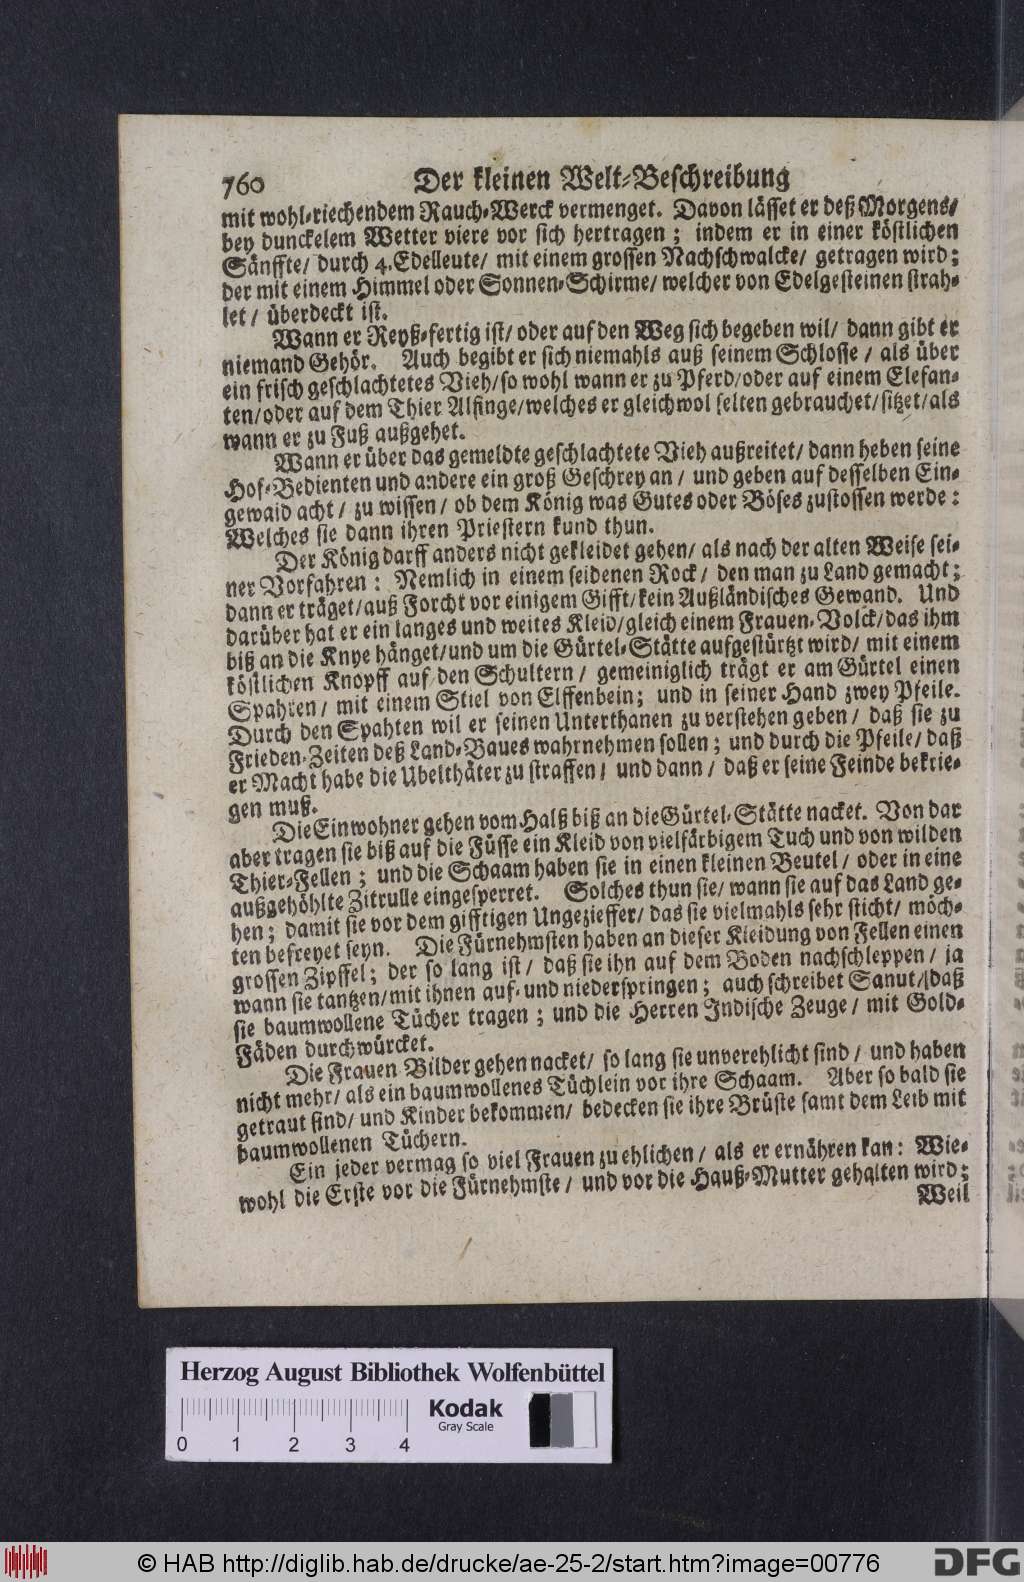 760 Der kleinen Welt-Beschreibung
mit wohl-riechendem Rauch-Werck vermenget. Davon lässet er deß Morgens/
bey dunckelem Wetter viere vor sich hertragen; indem er in einer köstlichen
Sänffte/ durch 4. Edelleute/ mit einem grossen Nachschwalcke/ getragen wird;
der mit einem Himmel oder Sonnen-Schirme/ welcher von Edelgesteinen strah-
let/ überdeckt ist.
Wann er Reyß-fertig ist/ oder auf den Weg sich begeben wil/ dann gibt er
niemand Gehör. Auch begibt er sich niemahls auß seinem Schlosse/ als über
ein frisch geschlachtetes Vieh/ so wohl wann er zu Pferd/ oder auf einem Elefan-
ten/ oder auf dem Thier Alfinge/ welches er gleichwol selten gebrauchet/ sitzet/ als
wann er zu Fuß außgehet.
Wann er über das gemeldte geschlachtete Vieh außreitet/ dann heben seine
Hof-Bedienten und andere ein groß Geschrey an/ und geben auf desselben Ein-
gewaid acht/ zu wissen/ ob dem König was Gutes oder Böses zustossen werde:
Welches sie dann ihren Priestern kund thun.
Der König darff anders nicht gekleidet gehen/ als nach der alten Weise sei-
ner Vorfahren: Nemlich in einem seidenen Rock/ den man zu Land gemacht;
dann er träget/ auß Forcht vor einigem Gifft/ kein Außländisches Gewand. Und
darüber hat er ein langes und weites Kleid/ gleich einem Frauen-Volck/ das ihm
biß an die Knye hänget/ und um die Gürtel-Stätte aufgestürtzt wird/ mit einem
köstlichen Knopff auf den Schultern/ gemeiniglich trägt er am Gürtel einen
Spahten/ mit einem Stiel von Elffenbein; und in seiner Hand zwey Pfeile.
Durch den Spahten wil er seinen Unterthanen zu verstehen geben/ daß sie zu
Frieden-Zeiten deß Land-Baues wahrnehmen sollen; und durch die Pfeile/ daß
er Macht habe die Ubelthäter zu straffen/ und dann/ daß er seine Feinde bekrie-
gen muß.
Die Einwohner gehen vom Halß biß an die Gürtel-Stätte nacket. Von dar
aber tragen sie biß auf die Füsse ein Kleid von vielfärbigem Tuch und von wilden
Thier-Fellen; und die Schaam haben sie in einen kleinen Beutel/ oder in eine
außgehöhlte Zitrulle eingesperret. Solches thun sie/ wann sie auf das Land ge-
hen; damit sie vor dem gifftigen Ungezieffer/ das sie vielmahls sehr sticht/ möch-
ten befreyet seyn. Die Fürnehmsten haben an dieser Kleidung von Fellen einen
grossen Zipffel; der so lang ist/ daß sie ihn auf dem Boden nachschleppen/ ja
wann sie tantzen/ mit ihnen auf- und niederspringen; auch schreibet Sanut/ daß
sie baumwollene Tücher tragen; und die Herren Indische Zeuge/ mit Gold-
Fäden durchwürcket.
Die Frauen Bilder gehen nacket/ so lang sie unverehlicht sind/ und haben
nicht mehr/ als ein baumwollenes Tüchlein vor ihre Schaam. Aber so bald sie
getraut sind/ und Kinder bekommen/ bedecken sie ihre Brüste samt dem Leib mit
baumwollenen Tüchern.
Ein jeder vermag so viel Frauen zu ehlichen/ als er ernähren kan: Wie-
wohl die Erste vor die Fürnehmste/ und vor die Hauß-Mutter gehalten wird;
Weil
Herzog August Bibliothek Wolfenbüttel
Kodak
Gray Scale
0 1 2 3 4
© HAB http://diglib.hab.de/drucke/ae-25-2/start.htm?image=00776
DFG